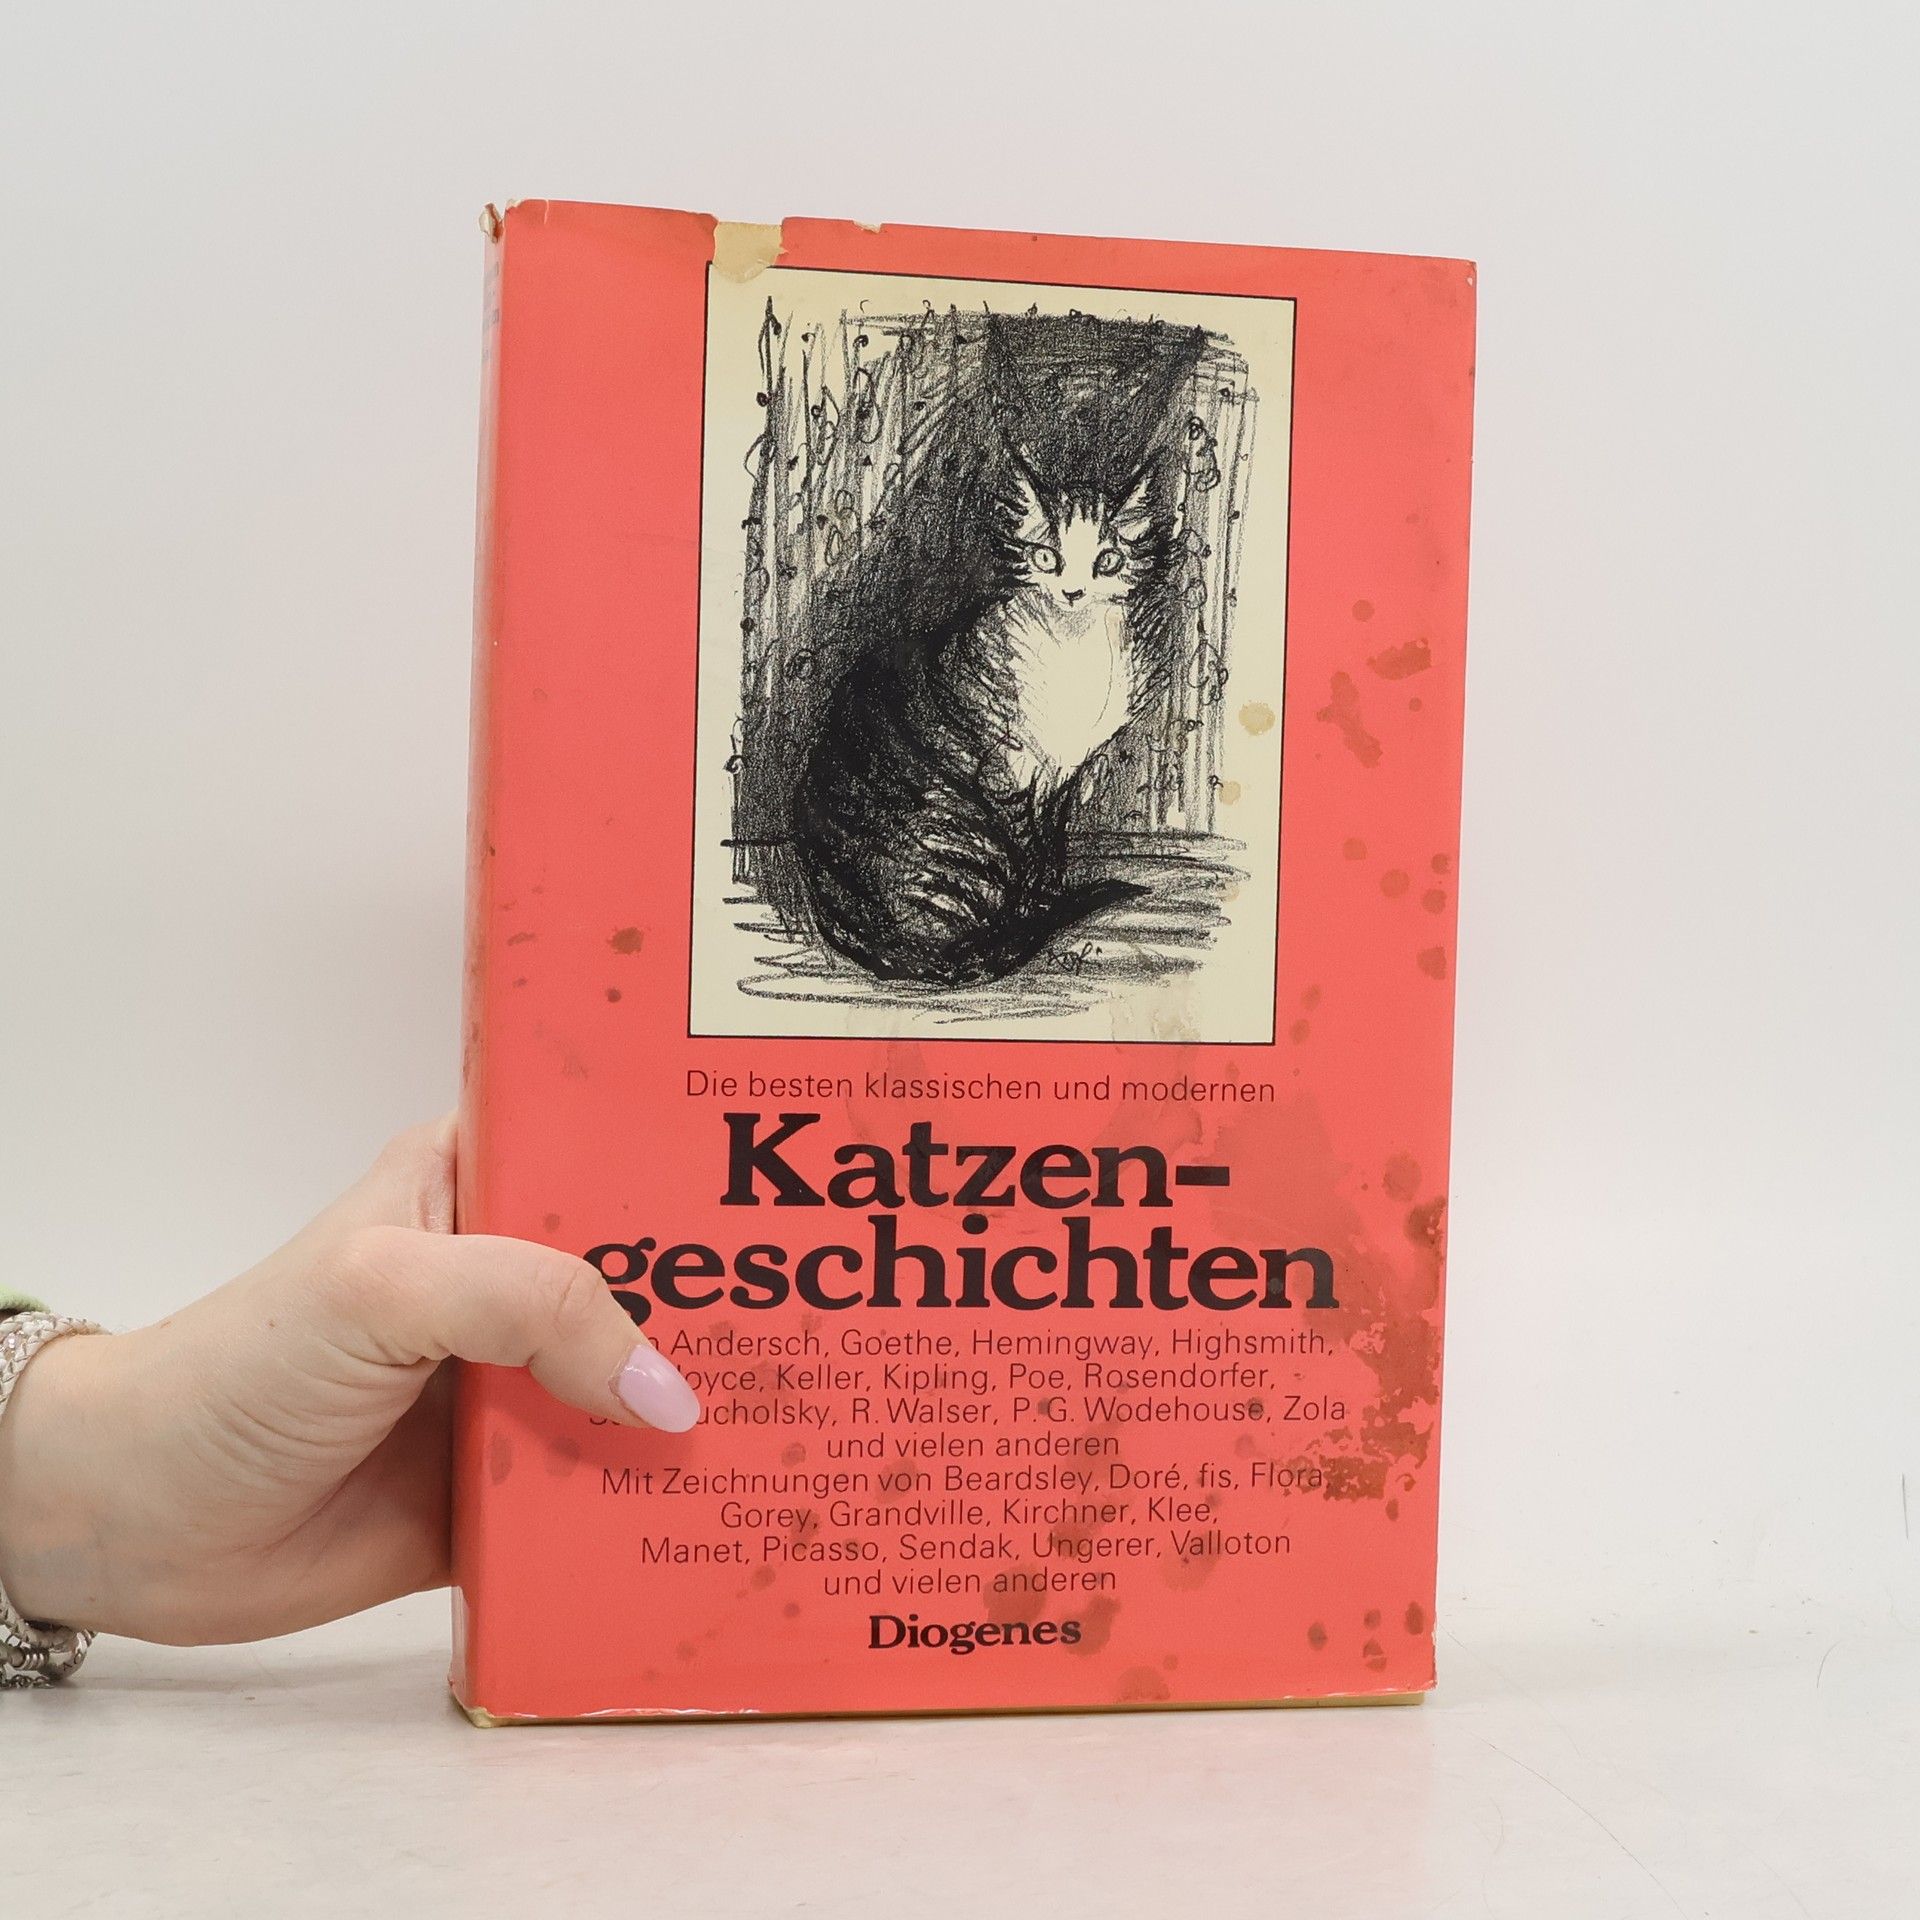 Die besten klassischen und modernen
Katzen-
geschichten
Andersch, Goethe, Hemingway, Highsmith,
Keller, Kipling, Poe, Rosendorfer,
R. Walser, P. G. Wodehouse, Zola
und vielen anderen
Mit Zeichnungen von Beardsley, Doré, fis, Flora,
Gorey, Grandville, Kirchner, Klee,
Manet, Picasso, Sendak, Ungerer, Valloton
und vielen anderen
Diogenes